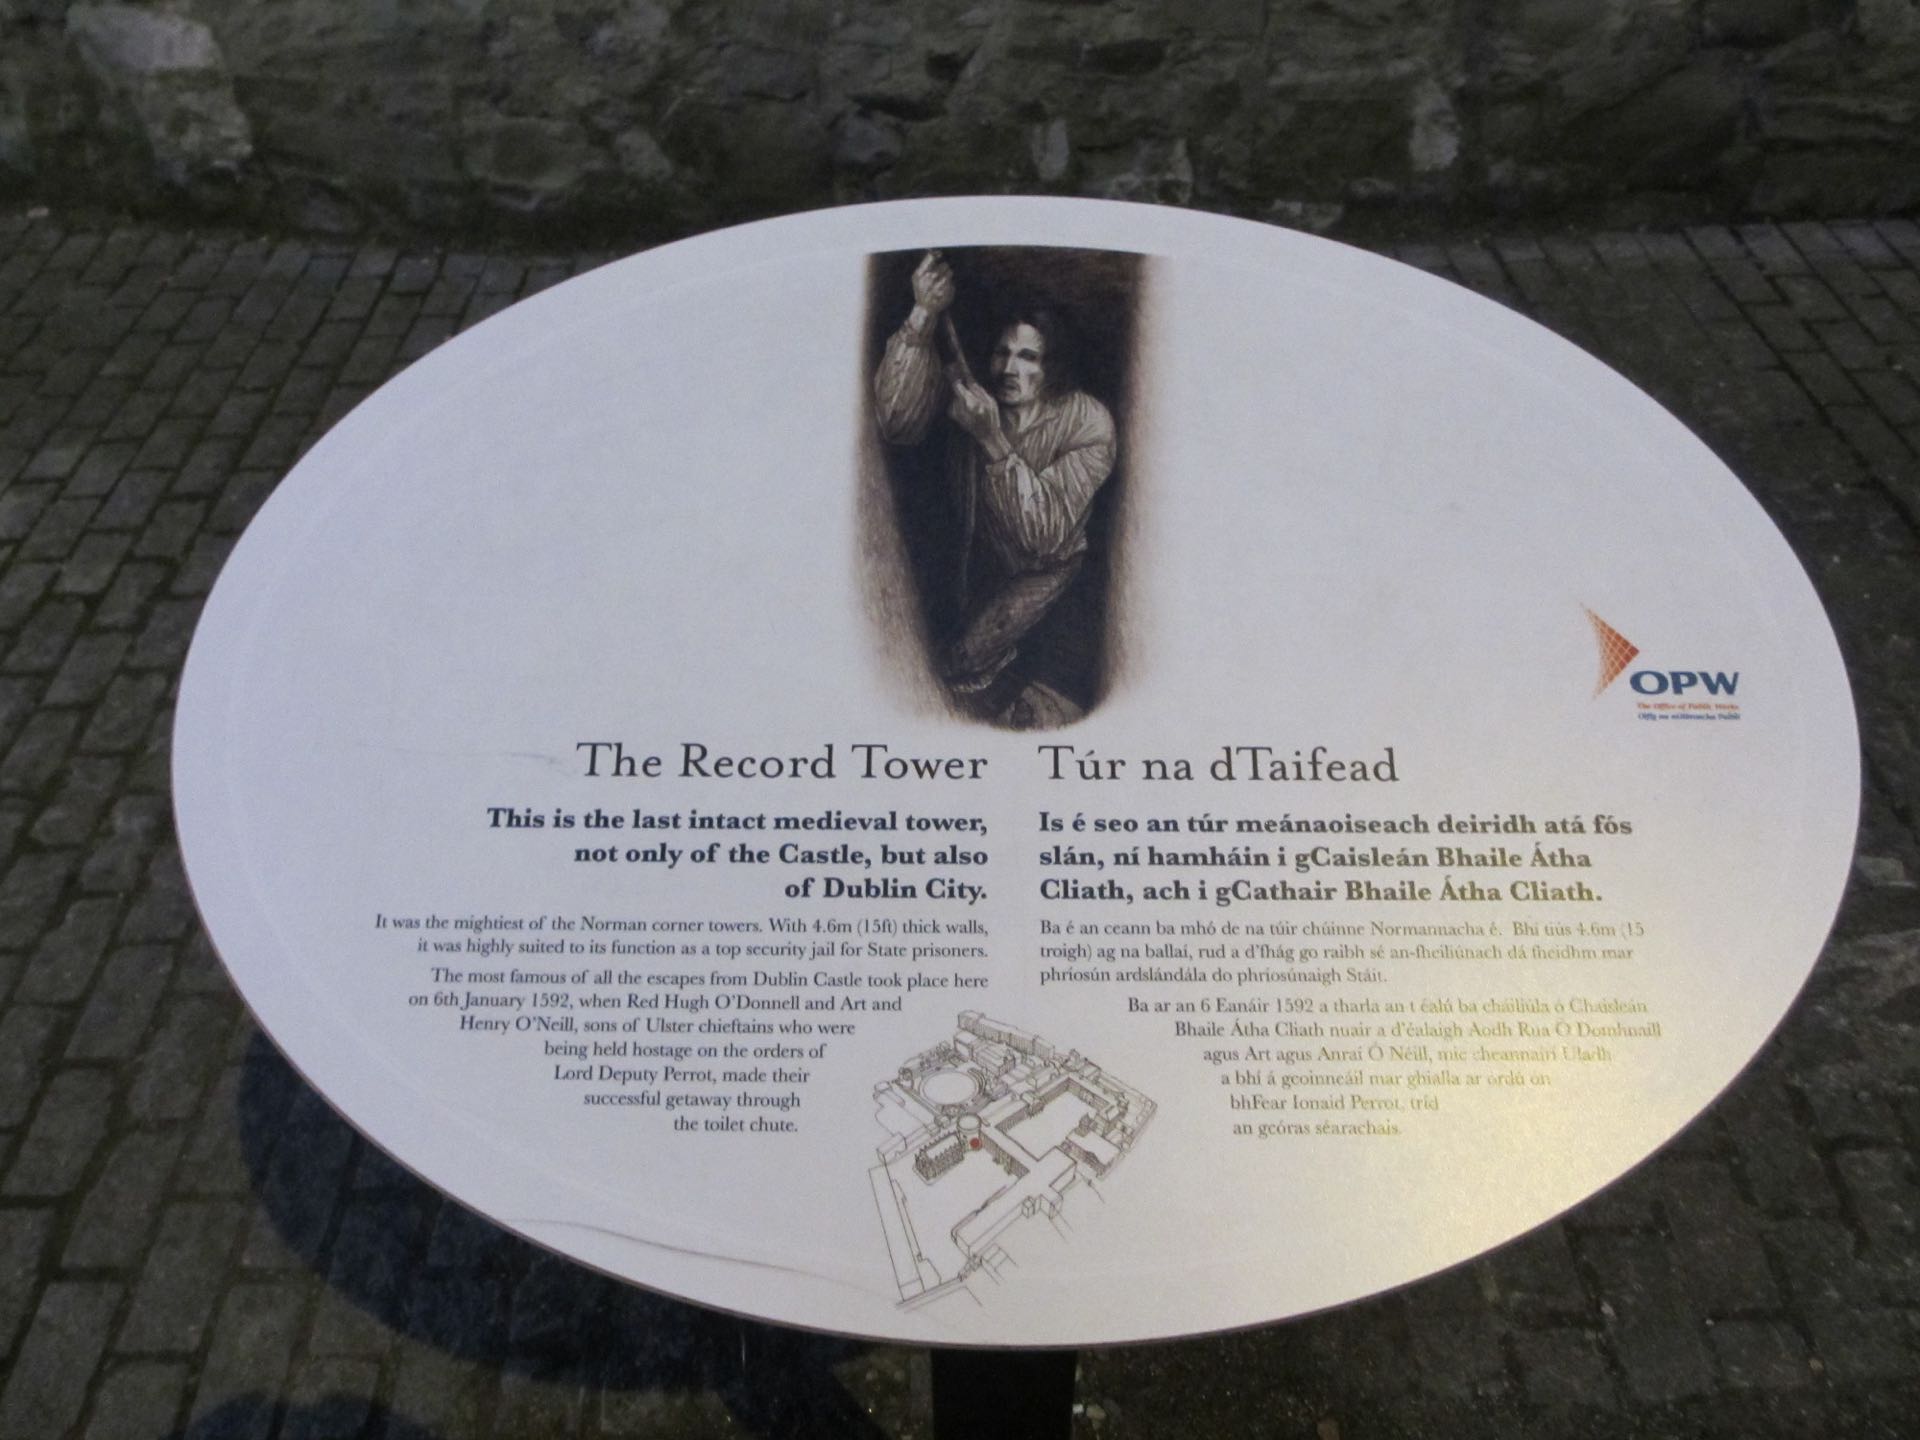 OPW
The Office of Public Works
Oifig na nOibreacha Poiblí
The Record Tower
This is the last intact medieval tower,
not only of the Castle, but also
of Dublin City.
It was the mightiest of the Norman corner towers. With 4.6m (15ft) thick walls,
it was highly suited to its function as a top security jail for State prisoners.
The most famous of all the escapes from Dublin Castle took place here
on 6th January 1592, when Red Hugh O'Donnell and Art and
Henry O'Neill, sons of Ulster chieftains who were
being held hostage on the orders of
Lord Deputy Perrot, made their
successful getaway through
the toilet chute.
Túr na dTaifead
Is é seo an túr meánaoiseach deiridh atá fós
slán, ní hamháin i gCaisleán Bhaile Átha
Cliath, ach i gCathair Bhaile Átha Cliath.
Ba é an ceann ba mhó de na túir chúinne Normannacha é. Bhí tiús 4.6m (15
troigh) ag na ballaí, rud a d'fhág go raibh sé an-fheiliúnach dá fheidhm mar
phríosún ardslándála do phríosúnaigh Stáit.
Ba ar an 6 Eanáir 1592 a tharla an t éalú ba cháiliúla ó Chaisleán
Bhaile Átha Cliath nuair a d'éalaigh Aodh Rua Ó Domhnaill
agus Art agus Anraí Ó Néill, mic cheannairí Uladh
a bhí á gcoinneáil mar ghialla ar ordú ón
bhFear Ionaid Perrot, tríd
an gcóras séarachais.